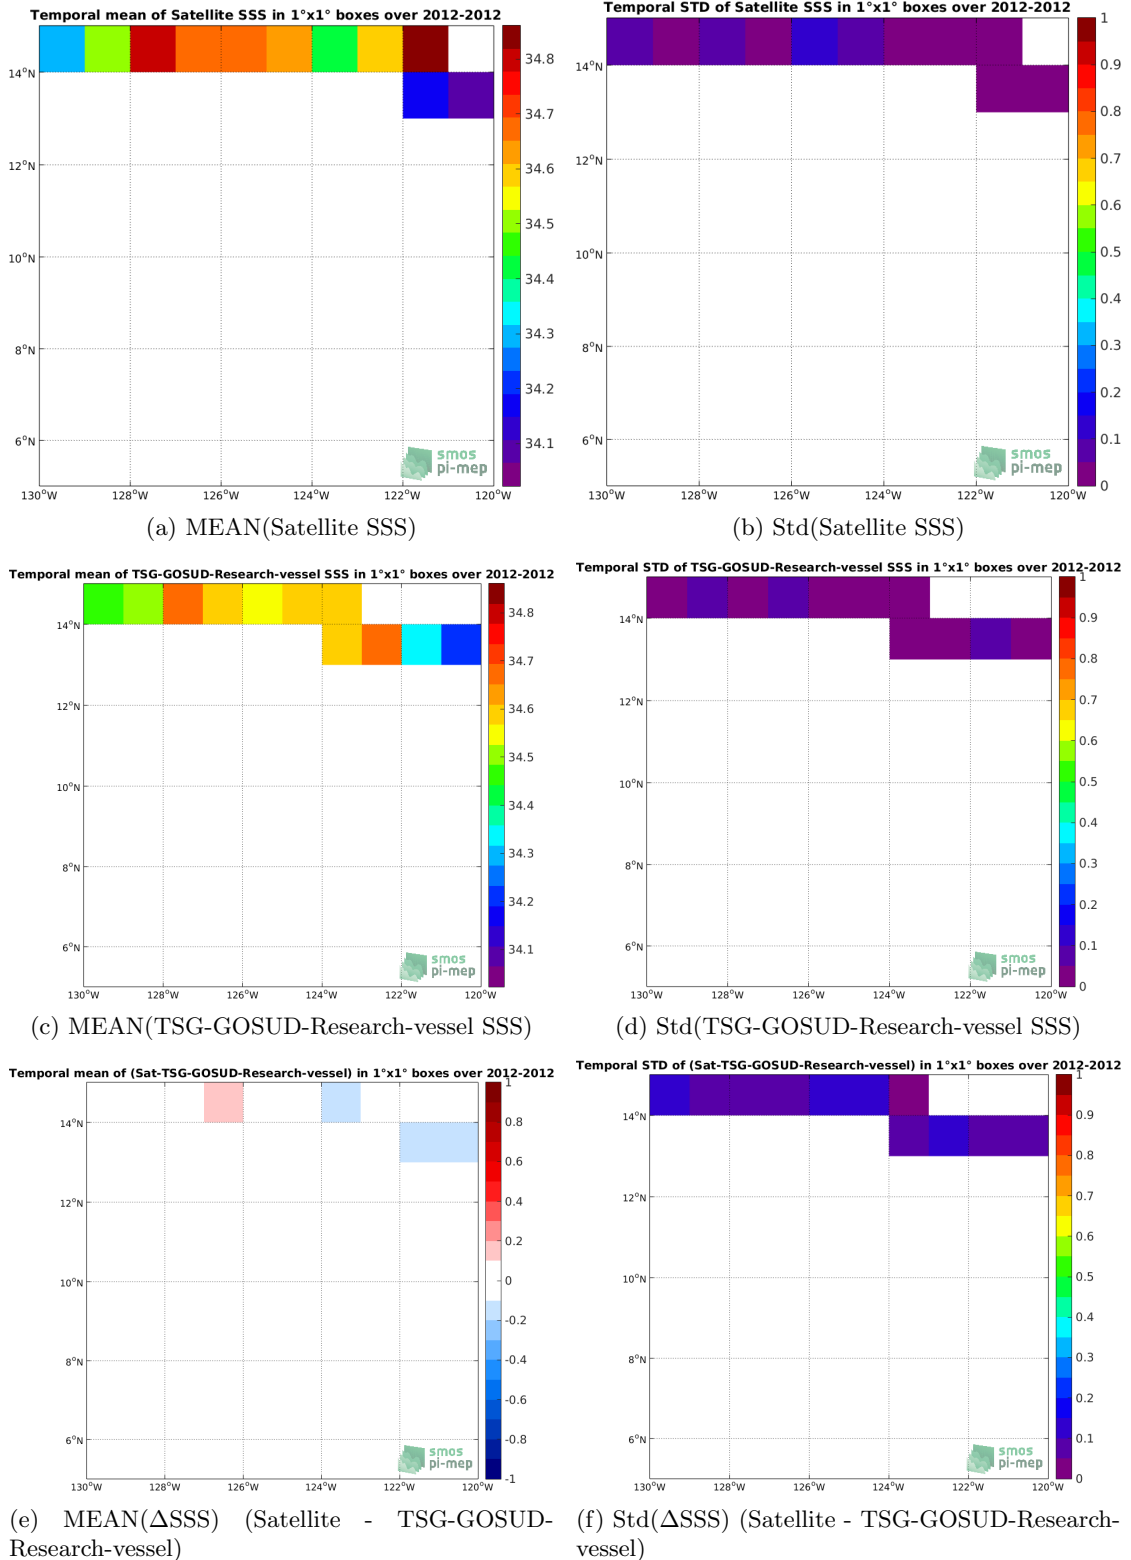 Temporal mean of Satellite SSS in 1°x1° boxes over 2012-2012
14°N
12°N
10°N
8°N
6°N
130°W
128°W
126°W
124°W
122°W
120°W
34.8
34.7
34.6
34.5
34.4
34.3
34.2
34.1
smos
pi-mep
(a) MEAN(Satellite SSS)
Temporal STD of Satellite SSS in 1°x1° boxes over 2012-2012
14°N
12°N
10°N
8°N
6°N
130°W
128°W
126°W
124°W
122°W
120°W
1
0.9
0.8
0.7
0.6
0.5
0.4
0.3
0.2
0.1
0
smos
pi-mep
(b) Std(Satellite SSS)
Temporal mean of TSG-GOSUD-Research-vessel SSS in 1°x1° boxes over 2012-2012
14°N
12°N
10°N
8°N
6°N
130°W
128°W
126°W
124°W
122°W
120°W
34.8
34.7
34.6
34.5
34.4
34.3
34.2
34.1
smos
pi-mep
(c) MEAN(TSG-GOSUD-Research-vessel SSS)
Temporal STD of TSG-GOSUD-Research-vessel SSS in 1°x1° boxes over 2012-2012
14°N
12°N
10°N
8°N
6°N
130°W
128°W
126°W
124°W
122°W
120°W
1
0.9
0.8
0.7
0.6
0.5
0.4
0.3
0.2
0.1
0
smos
pi-mep
(d) Std(TSG-GOSUD-Research-vessel SSS)
Temporal mean of (Sat-TSG-GOSUD-Research-vessel) in 1°x1° boxes over 2012-2012
14°N
12°N
10°N
8°N
6°N
130°W
128°W
126°W
124°W
122°W
120°W
1
0.8
0.6
0.4
0.2
0
-0.2
-0.4
-0.6
-0.8
-1
smos
pi-mep
(e) MEAN(ΔSSS) (Satellite - TSG-GOSUD-
Research-vessel)
Temporal STD of (Sat-TSG-GOSUD-Research-vessel) in 1°x1° boxes over 2012-2012
14°N
12°N
10°N
8°N
6°N
130°W
128°W
126°W
124°W
122°W
120°W
1
0.9
0.8
0.7
0.6
0.5
0.4
0.3
0.2
0.1
0
smos
pi-mep
(f) Std(ΔSSS) (Satellite - TSG-GOSUD-Research-
vessel)